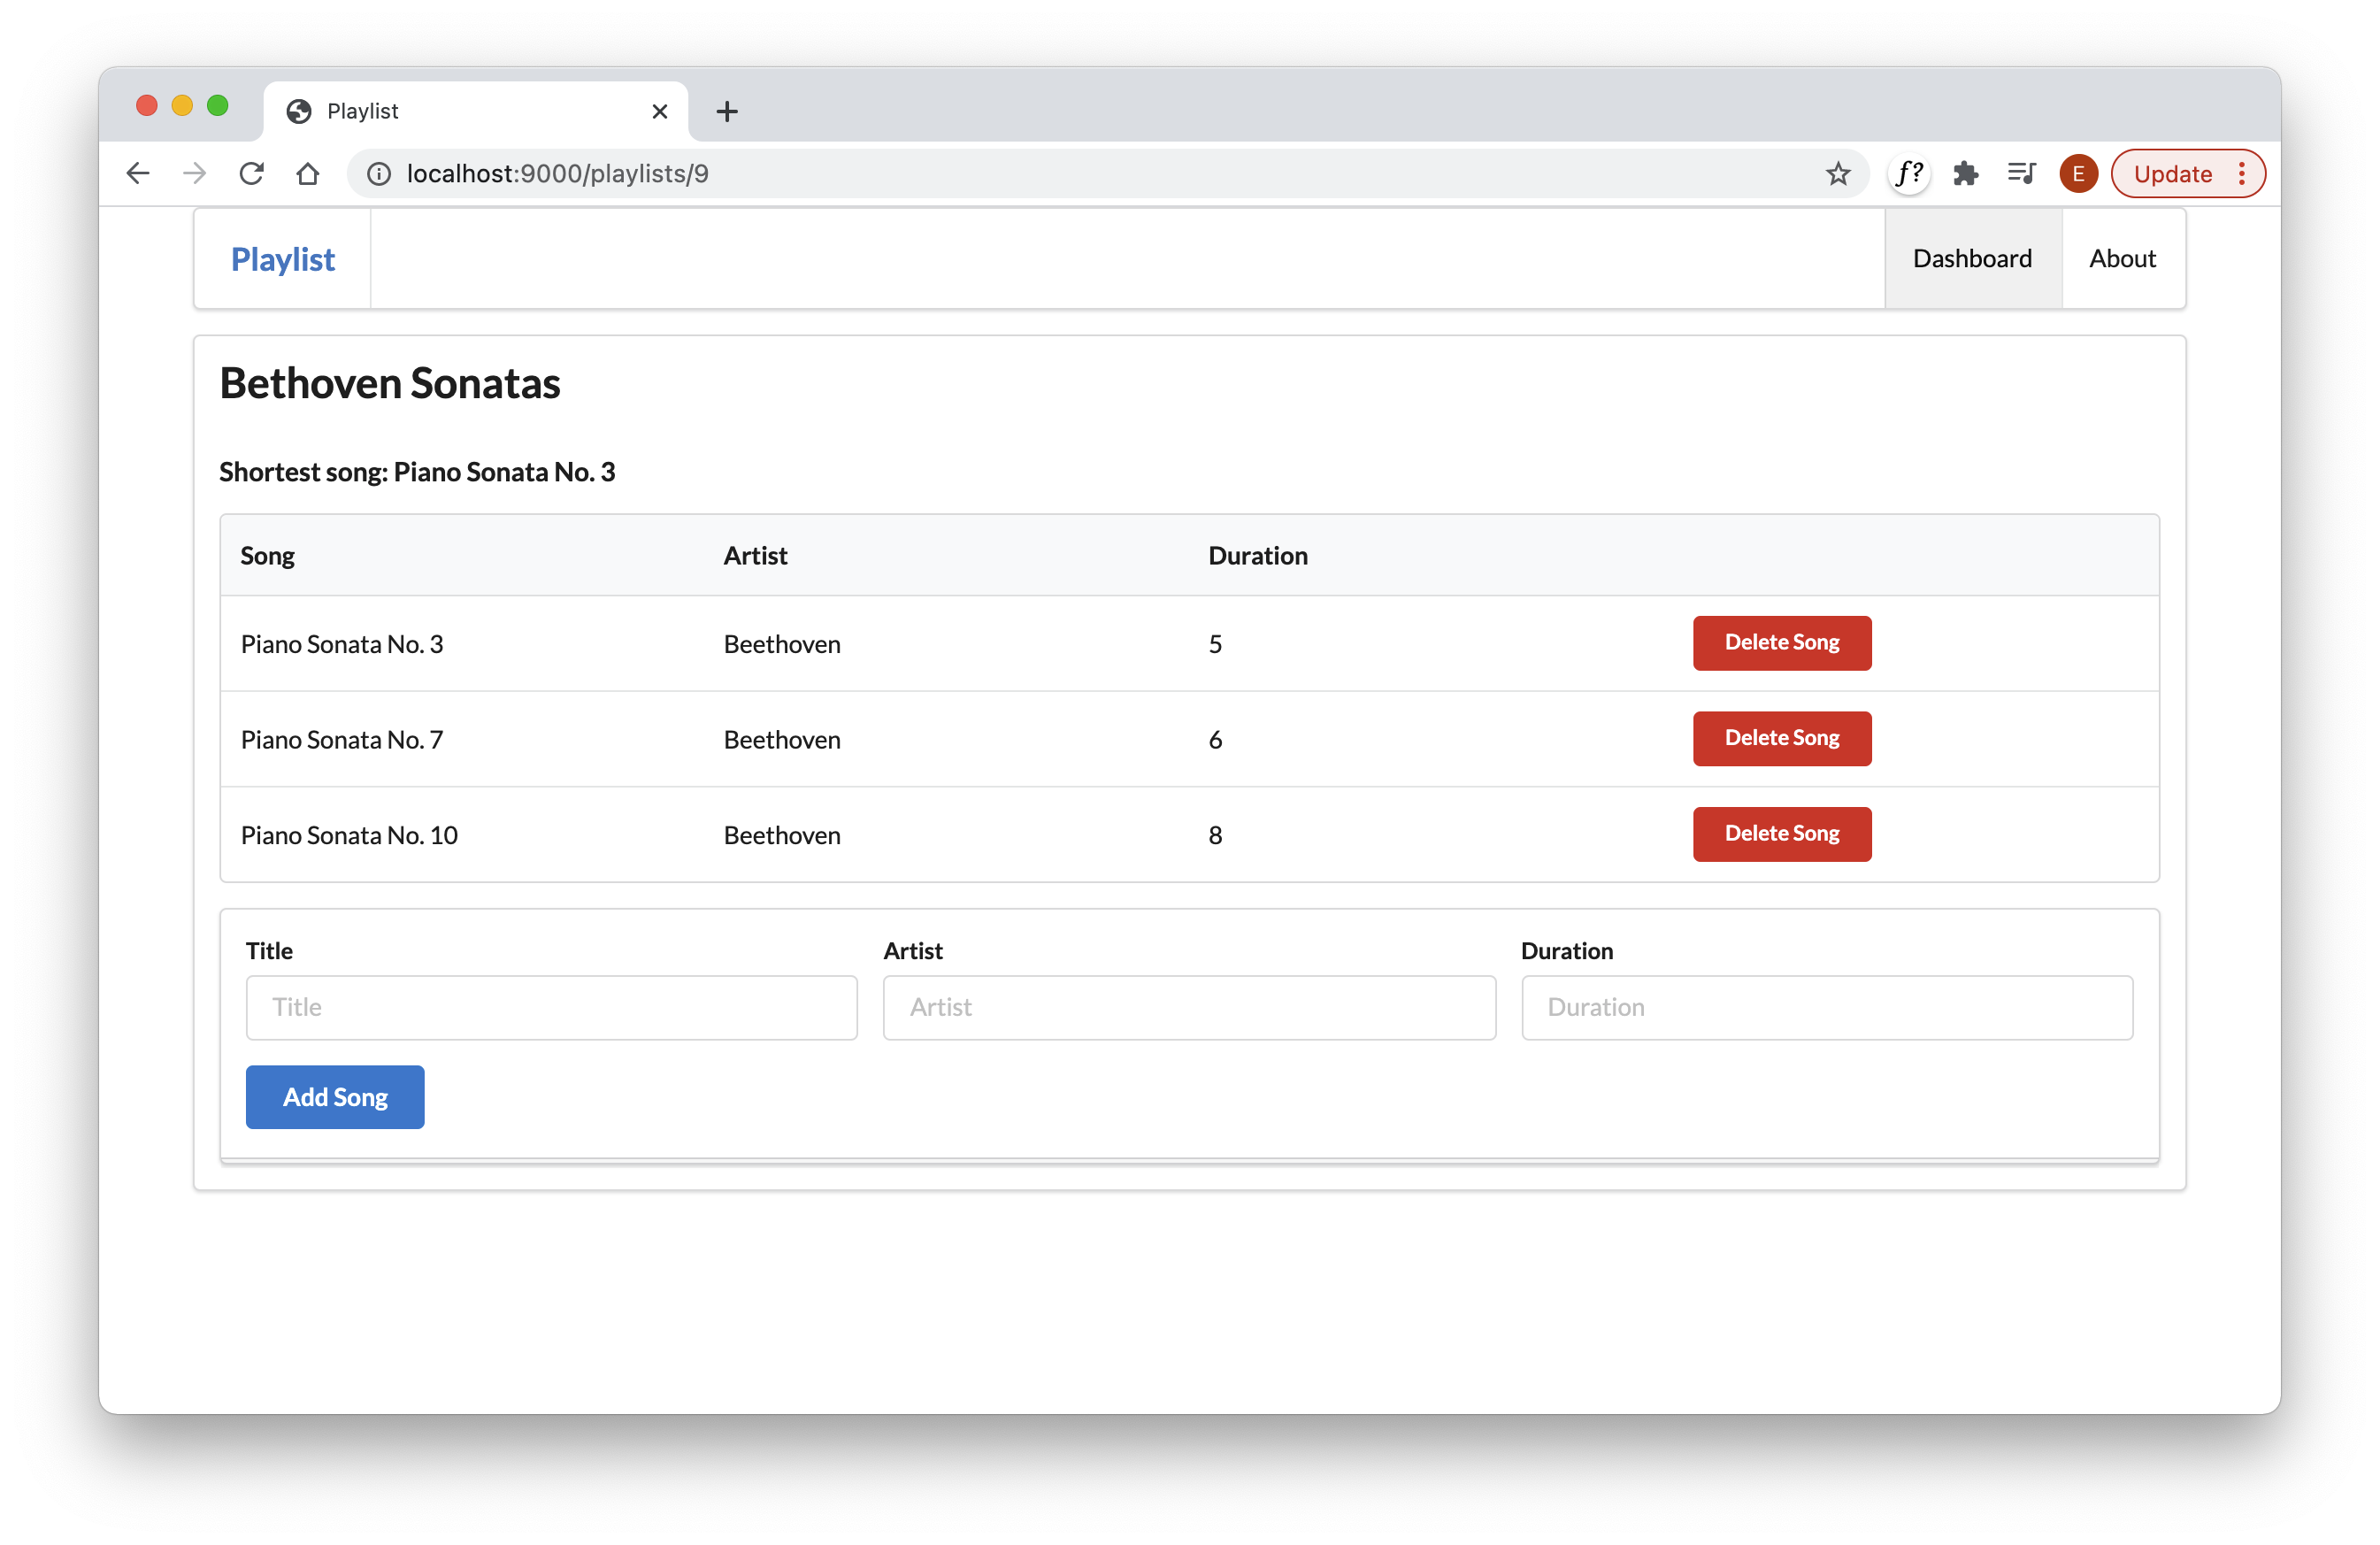 Playlist
localhost:9000/playlists/9
f?
E
Update
Playlist
Dashboard
About
Bethoven Sonatas
Shortest song: Piano Sonata No. 3
Song Artist Duration
Piano Sonata No. 3 Beethoven 5 Delete Song
Piano Sonata No. 7 Beethoven 6 Delete Song
Piano Sonata No. 10 Beethoven 8 Delete Song
Title Artist Duration
Title Artist Duration
Add Song